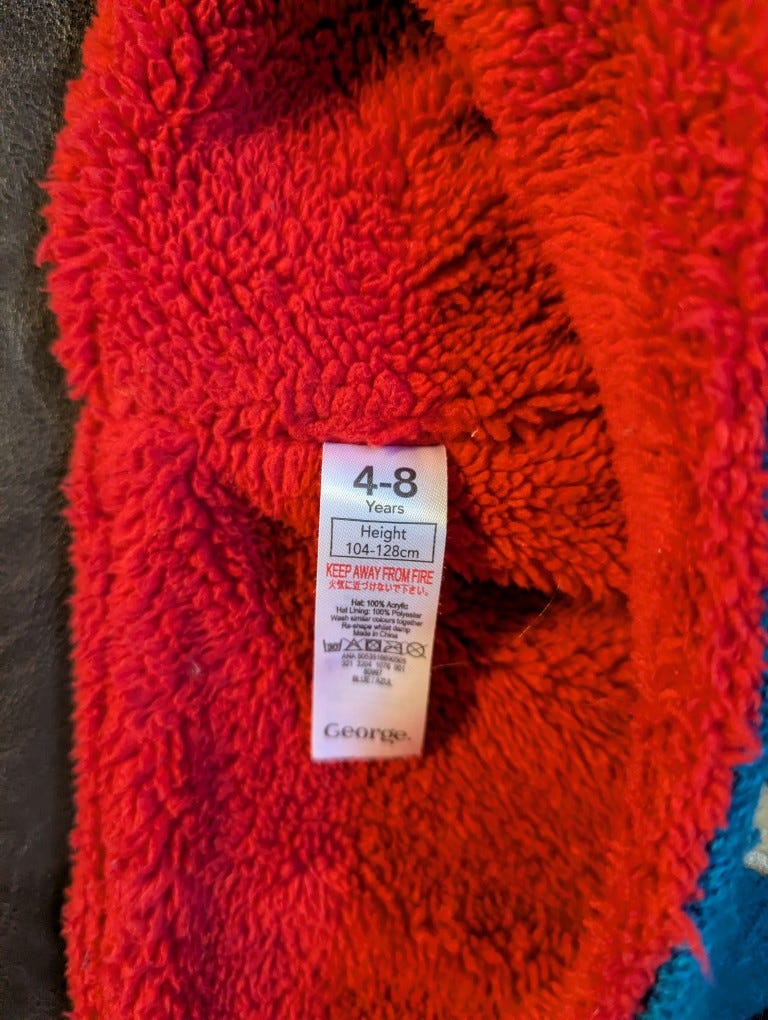 4-8
Years
Height
104-128cm
KEEP AWAY FROM FIRE
火気に近づけないで下さい。
Hat: 100% Acrylic
Hat Lining: 100% Polyester
Wash similar colours together
Re-shape whilst damp
Made in China
BLUE / AZUL
George.